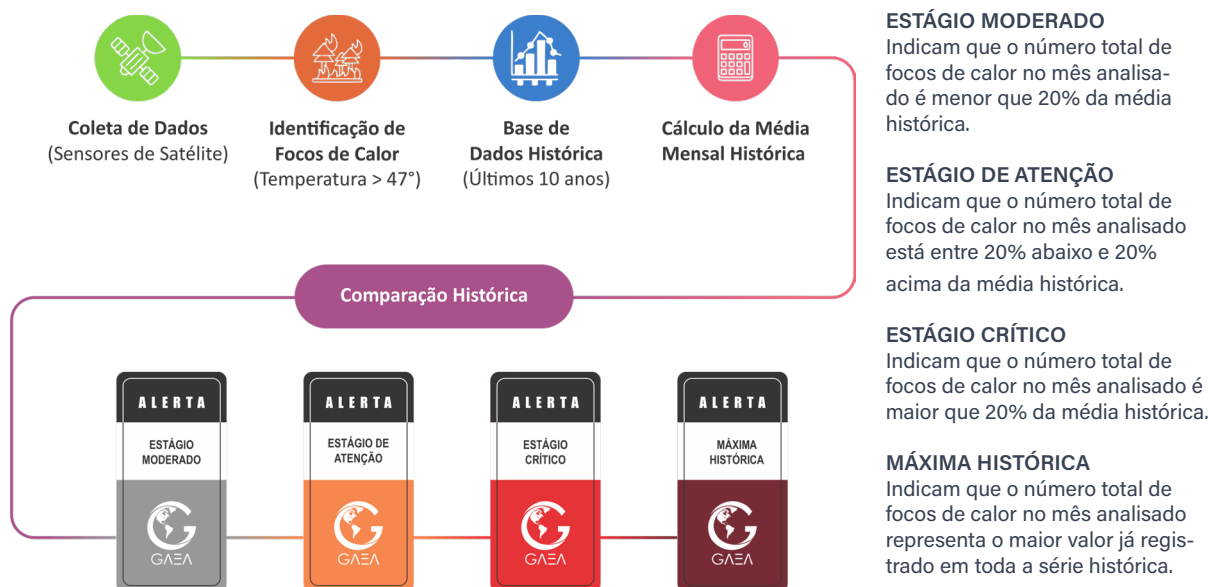 Coleta de Dados
(Sensores de Satélite)
Identificação de
Focos de Calor
(Temperatura > 47°)
Base de
Dados Histórica
(Últimos 10 anos)
Cálculo da Média
Mensal Histórica
Comparação Histórica
ALERTA
ESTÁGIO
MODERADO
GAEA
ALERTA
ESTÁGIO DE
ATENÇÃO
GAEA
ALERTA
ESTÁGIO
CRÍTICO
GAEA
ALERTA
MÁXIMA
HISTÓRICA
GAEA
ESTÁGIO MODERADO
Indicam que o número total de
focos de calor no mês analisa-
do é menor que 20% da média
histórica.
ESTÁGIO DE ATENÇÃO
Indicam que o número total de
focos de calor no mês analisado
está entre 20% abaixo e 20%
acima da média histórica.
ESTÁGIO CRÍTICO
Indicam que o número total de
focos de calor no mês analisado é
maior que 20% da média histórica.
MÁXIMA HISTÓRICA
Indicam que o número total de
focos de calor no mês analisado
representa o maior valor já regis-
trado em toda a série histórica.